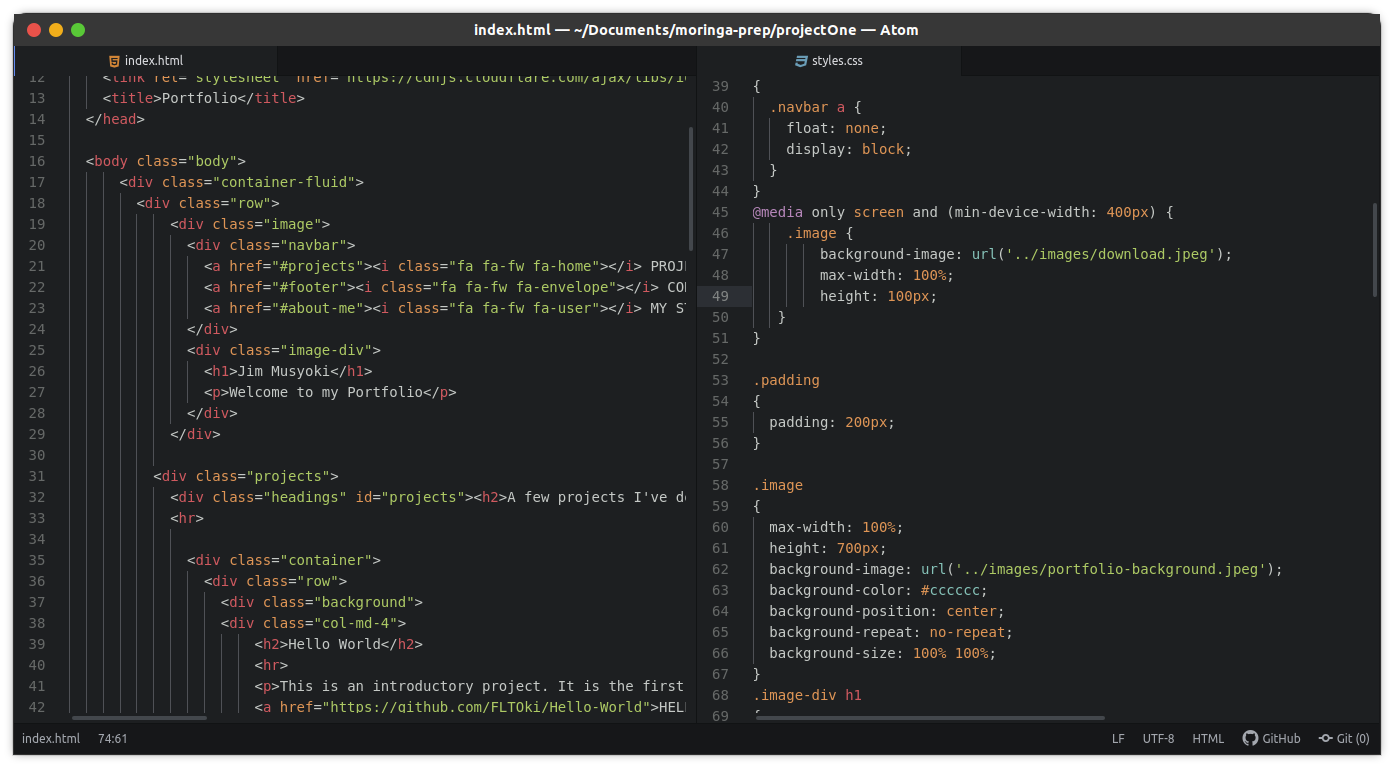 index.html — ~/Documents/moringa-prep/projectOne — Atom
index.html
12 <link rel="stylesheet" href="https://cdnjs.cloudflare.com/ajax/libs/
13 <title>Portfolio</title>
14 </head>
15
16 <body class="body">
17 <div class="container-fluid">
18 <div class="row">
19 <div class="image">
20 <div class="navbar">
21 <a href="#projects"><i class="fa fa-fw fa-home"></i> PROJ
22 <a href="#footer"><i class="fa fa-fw fa-envelope"></i> CO
23 <a href="#about-me"><i class="fa fa-fw fa-user"></i> MY S
24 </div>
25 <div class="image-div">
26 <h1>Jim Musyoki</h1>
27 <p>Welcome to my Portfolio</p>
28 </div>
29 </div>
30
31 <div class="projects">
32 <div class="headings" id="projects"><h2>A few projects I've d
33 <hr>
34
35 <div class="container">
36 <div class="row">
37 <div class="background">
38 <div class="col-md-4">
39 <h2>Hello World</h2>
40 <hr>
41 <p>This is an introductory project. It is the first
42 <a href="https://github.com/FLTOki/Hello-World">HEL
styles.css
39 {
40 .navbar a {
41 float: none;
42 display: block;
43 }
44 }
45 @media only screen and (min-device-width: 400px) {
46 .image {
47 background-image: url('../images/download.jpeg');
48 max-width: 100%;
49 height: 100px;
50 }
51 }
52
53 .padding
54 {
55 padding: 200px;
56 }
57
58 .image
59 {
60 max-width: 100%;
61 height: 700px;
62 background-image: url('../images/portfolio-background.jpeg');
63 background-color: #cccccc;
64 background-position: center;
65 background-repeat: no-repeat;
66 background-size: 100% 100%;
67 }
68 .image-div h1
69 {
index.html 74:61 LF UTF-8 HTML GitHub Git (0)